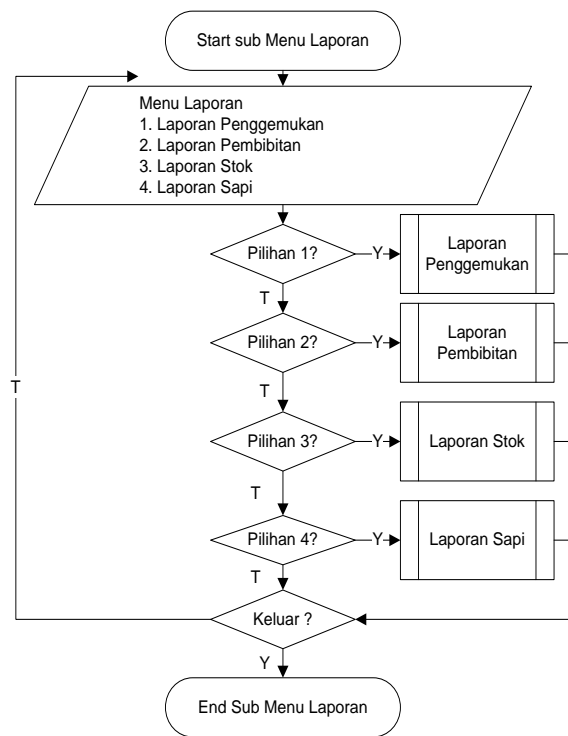 Start sub Menu Laporan
Menu Laporan
1. Laporan Penggemukan
2. Laporan Pembibitan
3. Laporan Stok
4. Laporan Sapi
Pilihan 1?
Y
Laporan
Penggemukan
T
Pilihan 2?
Y
Laporan
Pembibitan
T
T
Pilihan 3?
Y
Laporan Stok
T
Pilihan 4?
Y
Laporan Sapi
T
Keluar ?
Y
End Sub Menu Laporan